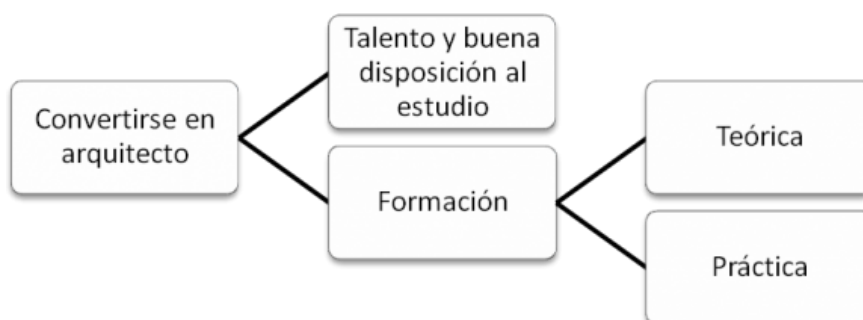 Convertirse en
arquitecto
Talento y buena
disposición al
estudio
Formación
Teórica
Práctica